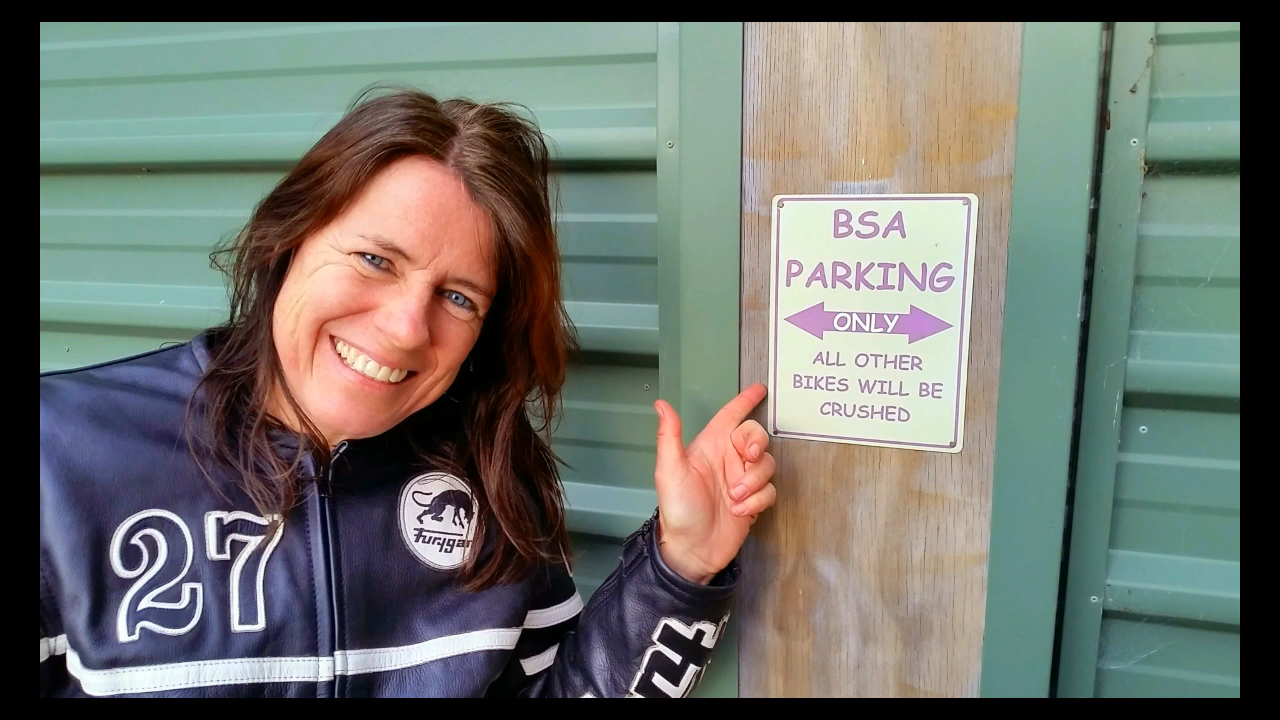 BSA
PARKING
ONLY
ALL OTHER
BIKES WILL BE
CRUSHED
27
furygan